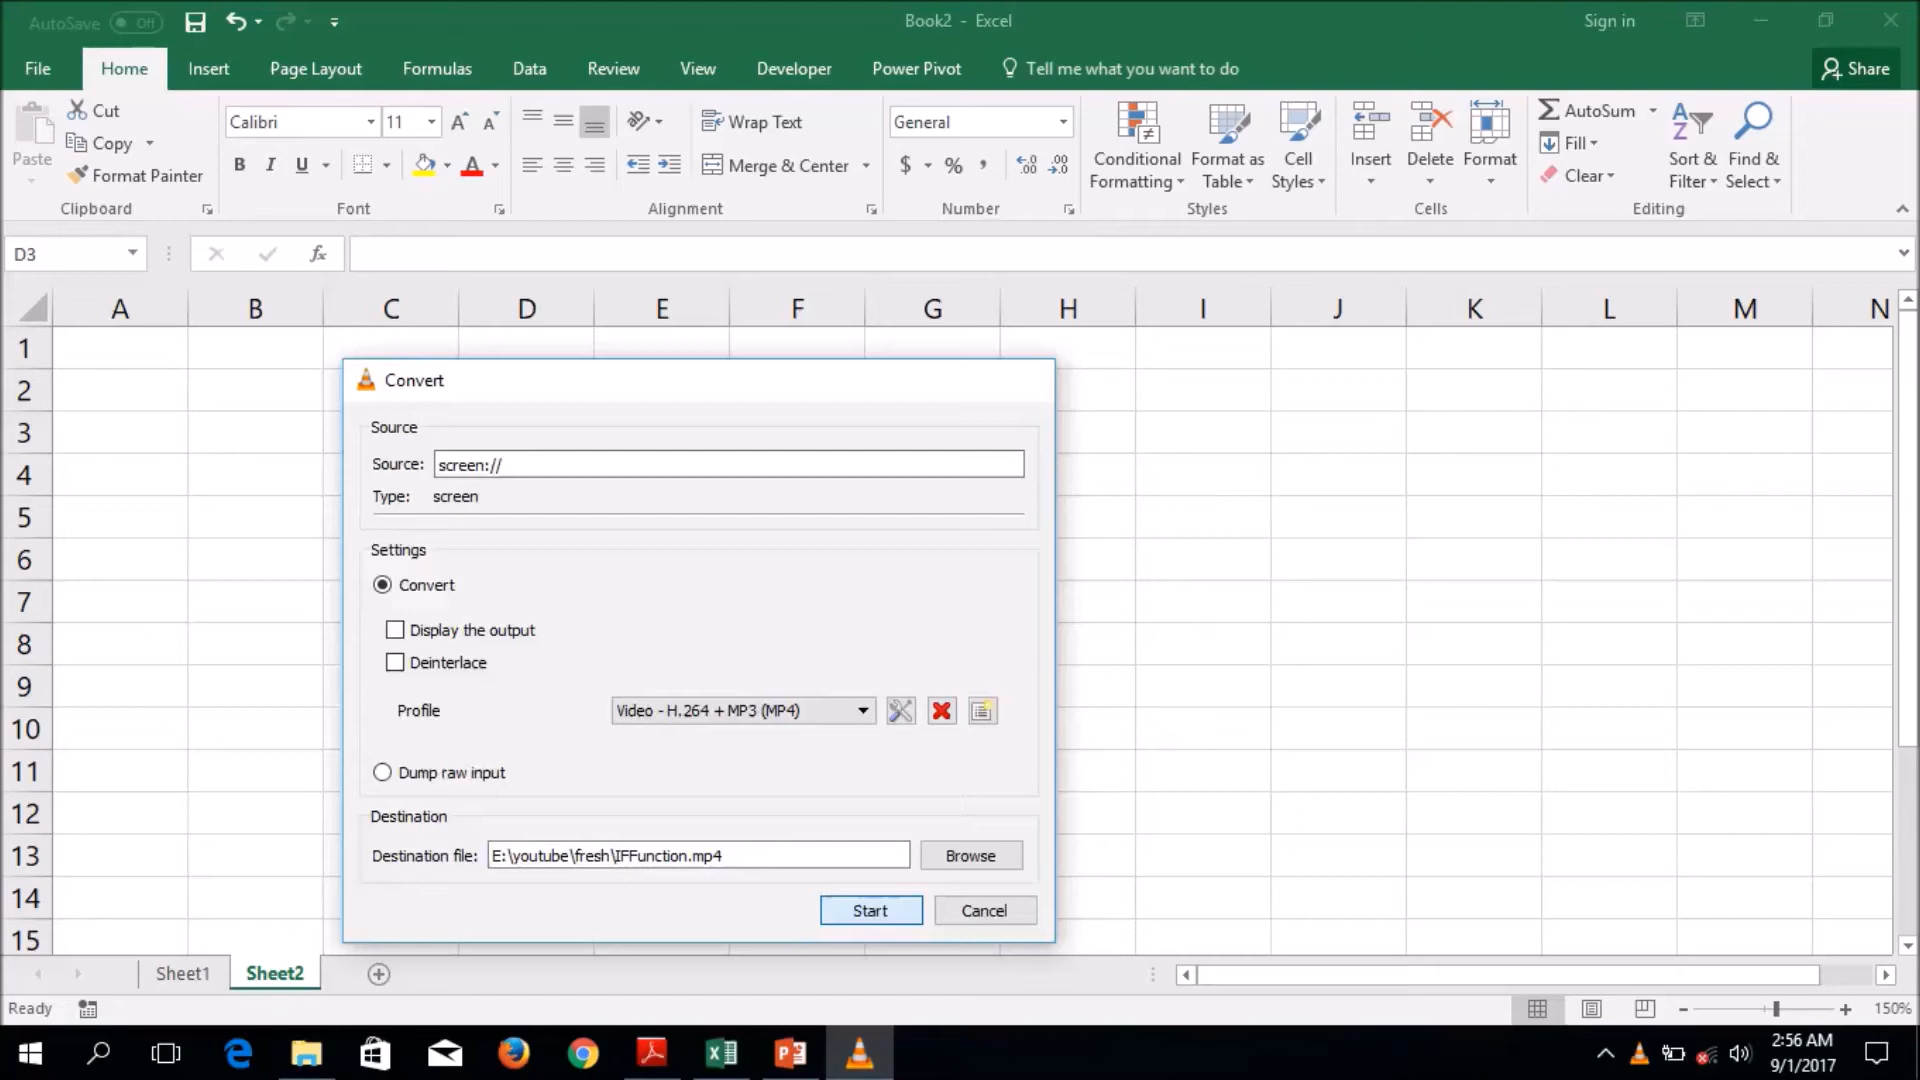 AutoSave Off
Book2 - Excel
Sign in
File Home Insert Page Layout Formulas Data Review View Developer Power Pivot Tell me what you want to do Share
Paste
Cut
Copy
Format Painter
Clipboard
Calibri 11
B I U
Font
Wrap Text
Merge & Center
Alignment
General
$ % ,
Number
Conditional Formatting
Format as Table
Cell Styles
Styles
Insert
Delete
Format
Cells
AutoSum
Fill
Clear
Sort & Filter
Find & Select
Editing
D3
fx
A B C D E F G H I J K L M N
1
2
3
4
5
6
7
8
9
10
11
12
13
14
15
Convert
Source
Source: screen://
Type: screen
Settings
Convert
Display the output
Deinterlace
Profile Video - H.264 + MP3 (MP4)
Dump raw input
Destination
Destination file: E:\youtube\fresh\IFFunction.mp4 Browse
Start Cancel
Sheet1 Sheet2
Ready
150%
2:56 AM
9/1/2017